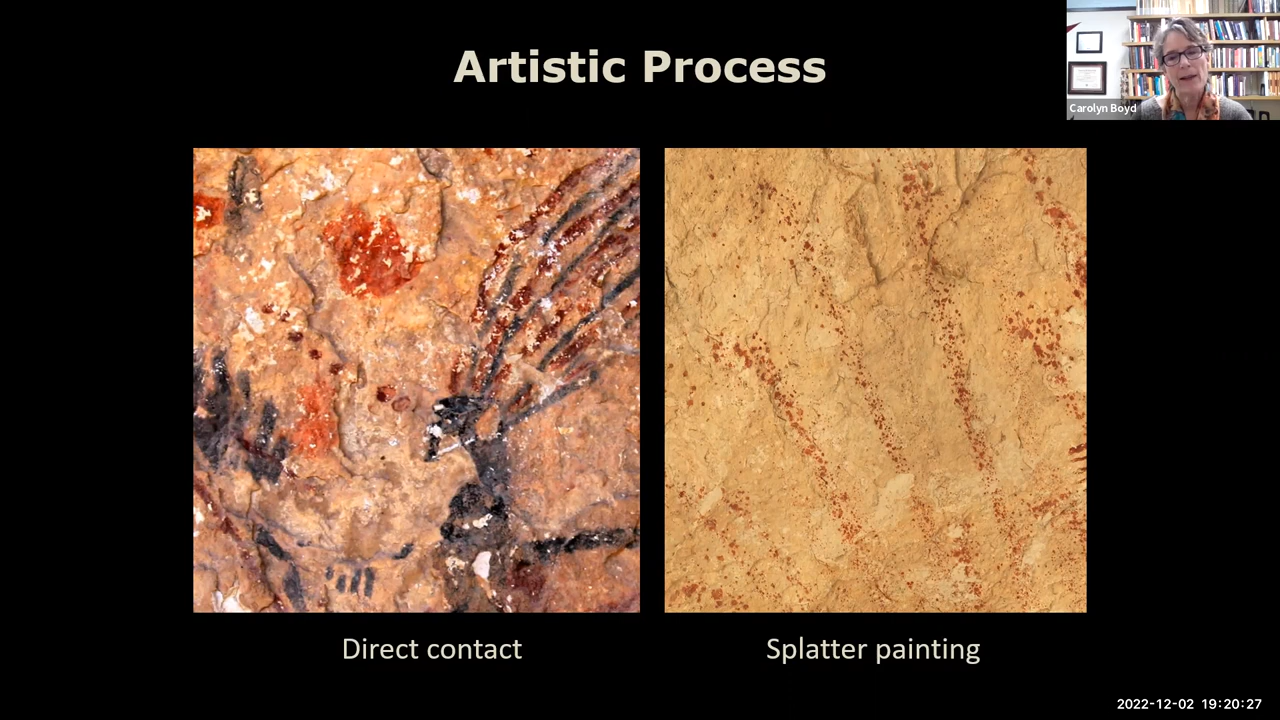 Artistic Process
Carolyn Boyd
Direct contact
Splatter painting
2022-12-02 19:20:27